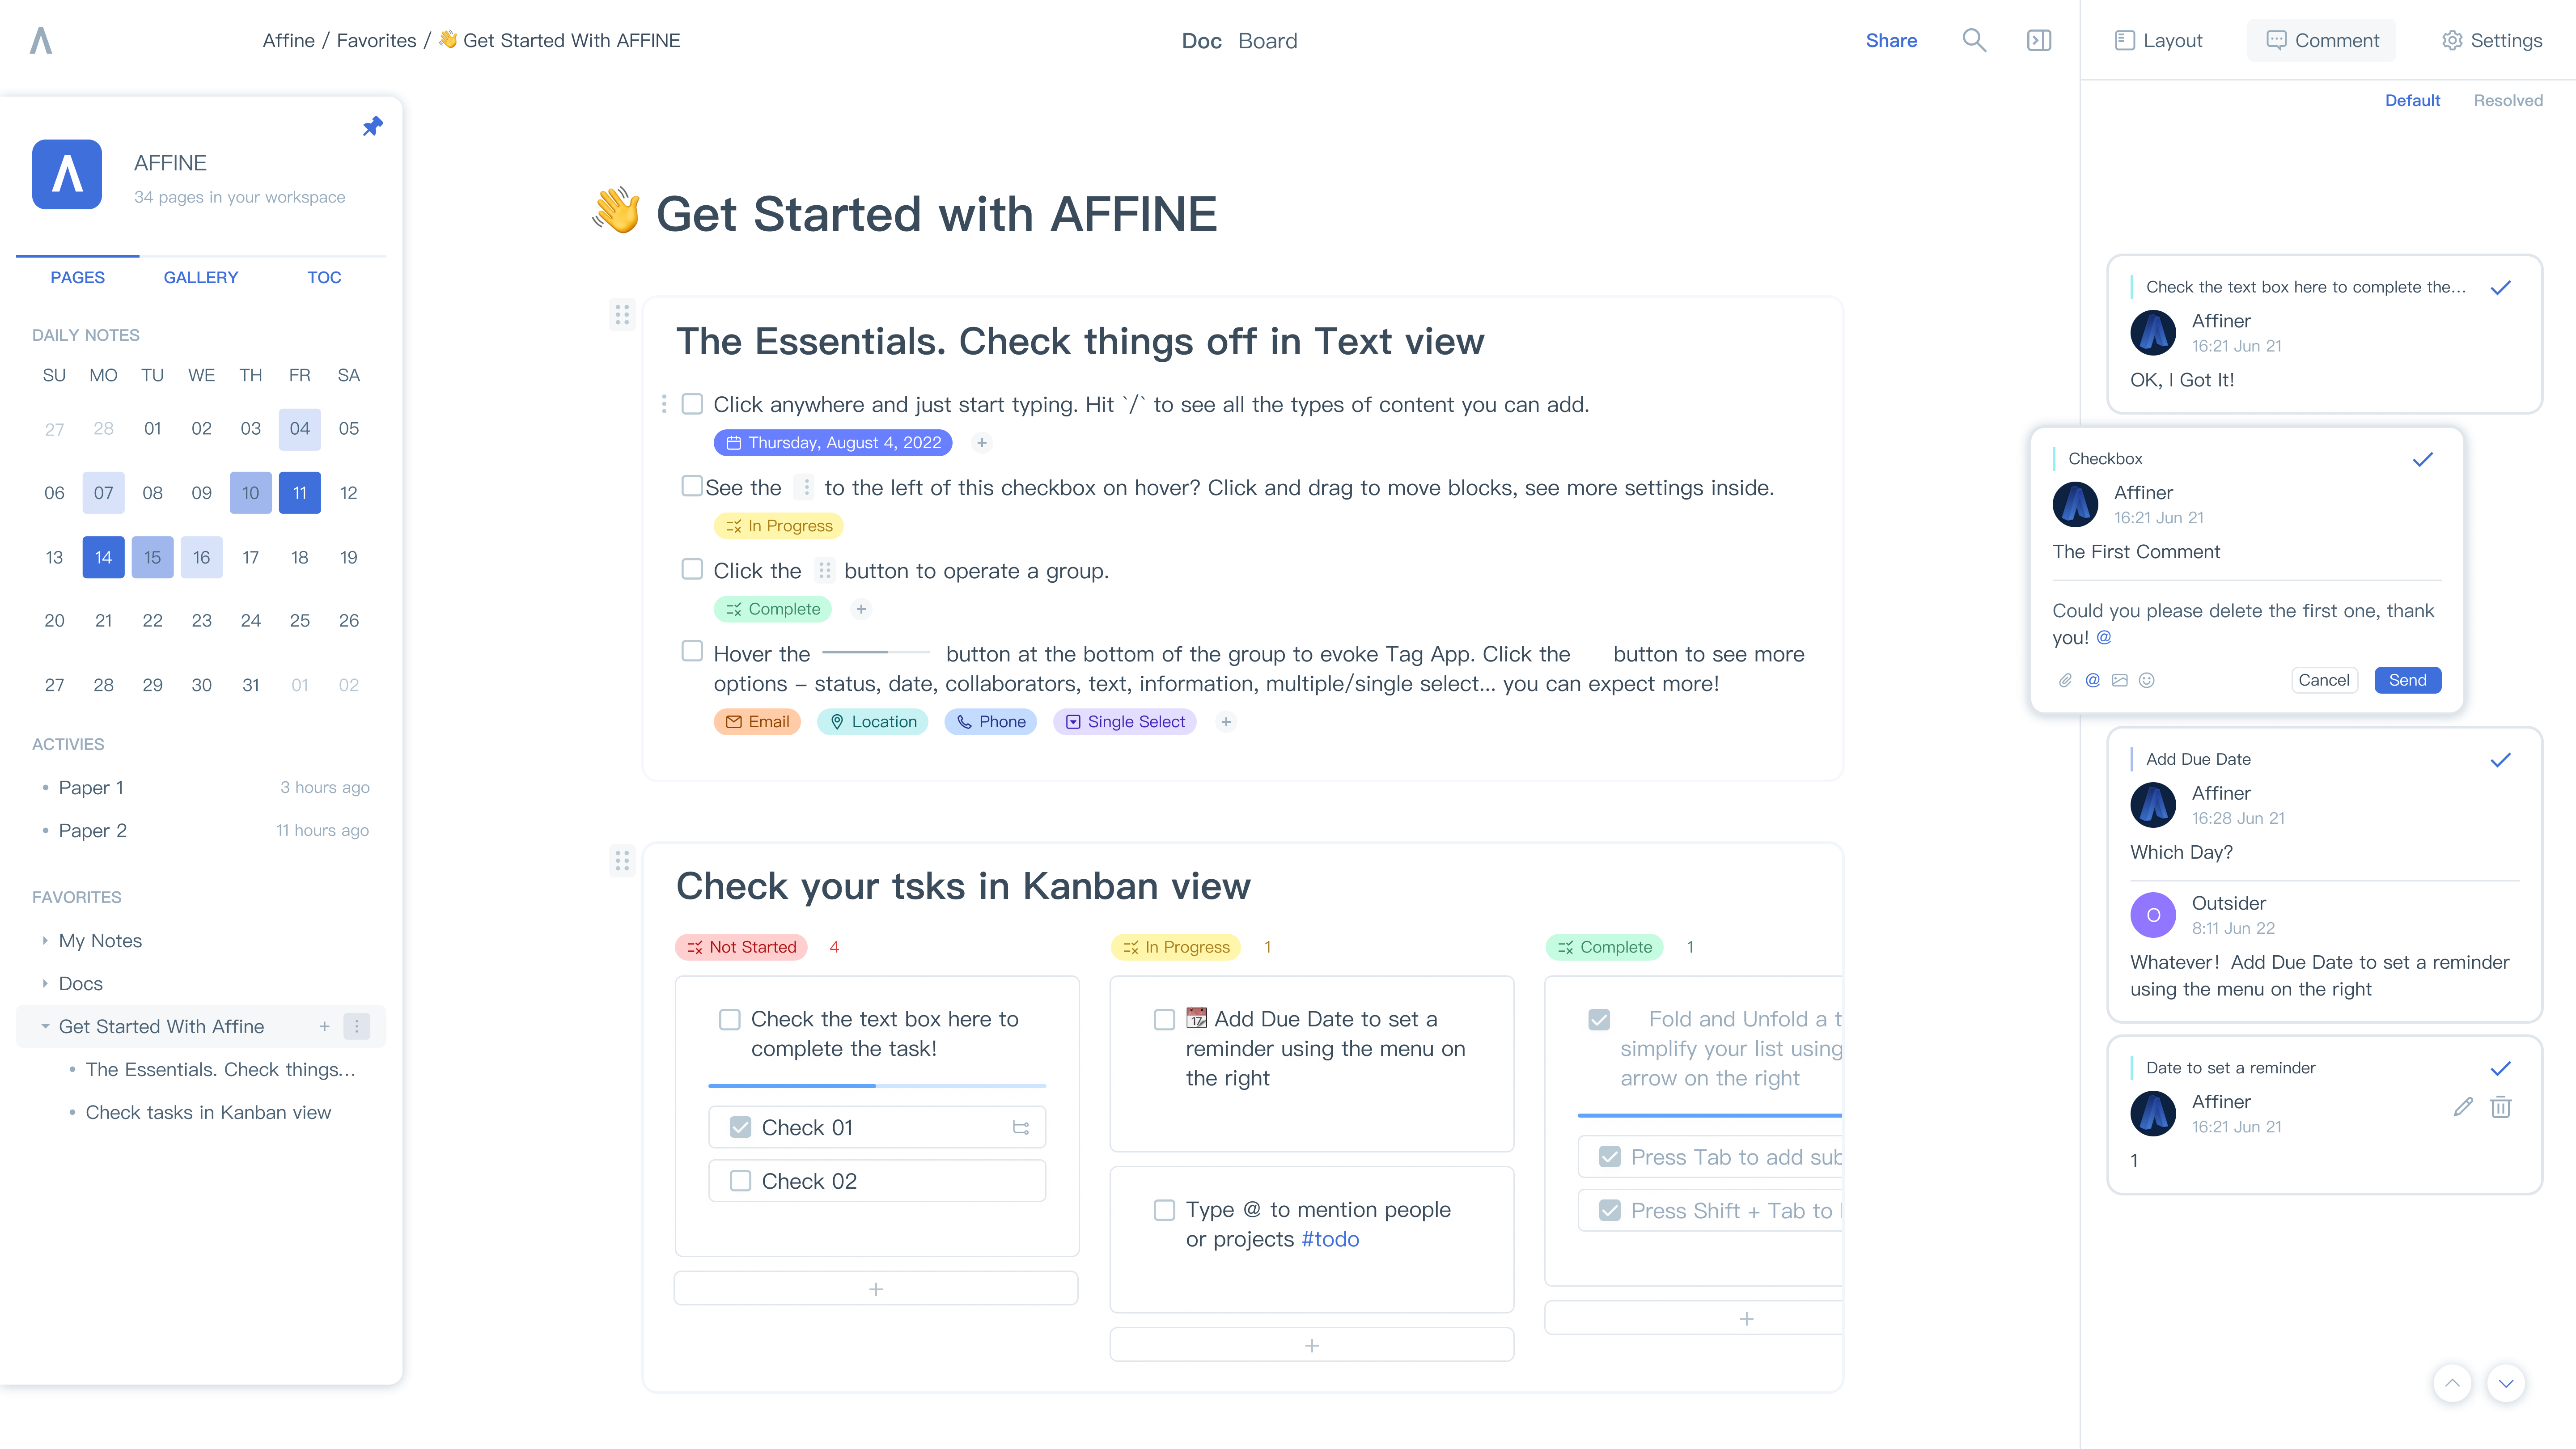 Affine / Favorites / 👋 Get Started With AFFINE
Doc Board
Share
Layout
Comment
Settings
Default Resolved
AFFINE
34 pages in your workspace
PAGES GALLERY TOC
DAILY NOTES
SU MO TU WE TH FR SA
27 28 01 02 03 04 05
06 07 08 09 10 11 12
13 14 15 16 17 18 19
20 21 22 23 24 25 26
27 28 29 30 31 01 02
ACTIVIES
Paper 1 3 hours ago
Paper 2 11 hours ago
FAVORITES
My Notes
Docs
Get Started With Affine
The Essentials. Check things...
Check tasks in Kanban view
👋 Get Started with AFFINE
The Essentials. Check things off in Text view
Click anywhere and just start typing. Hit `/` to see all the types of content you can add.
Thursday, August 4, 2022
See the to the left of this checkbox on hover? Click and drag to move blocks, see more settings inside.
In Progress
Click the button to operate a group.
Complete
Hover the button at the bottom of the group to evoke Tag App. Click the button to see more
options – status, date, collaborators, text, information, multiple/single select... you can expect more!
Email Location Phone Single Select
Check your tsks in Kanban view
Not Started 4
Check the text box here to
complete the task!
Check 01
Check 02
In Progress 1
📅 Add Due Date to set a
reminder using the menu on
the right
Type @ to mention people
or projects #todo
Complete 1
Fold and Unfold a t
simplify your list using
arrow on the right
Press Tab to add sub
Press Shift + Tab to
Check the text box here to complete the...
Affiner
16:21 Jun 21
OK, I Got It!
Checkbox
Affiner
16:21 Jun 21
The First Comment
Could you please delete the first one, thank
you! @
Cancel Send
Add Due Date
Affiner
16:28 Jun 21
Which Day?
O
Outsider
8:11 Jun 22
Whatever！Add Due Date to set a reminder
using the menu on the right
Date to set a reminder
Affiner
16:21 Jun 21
1